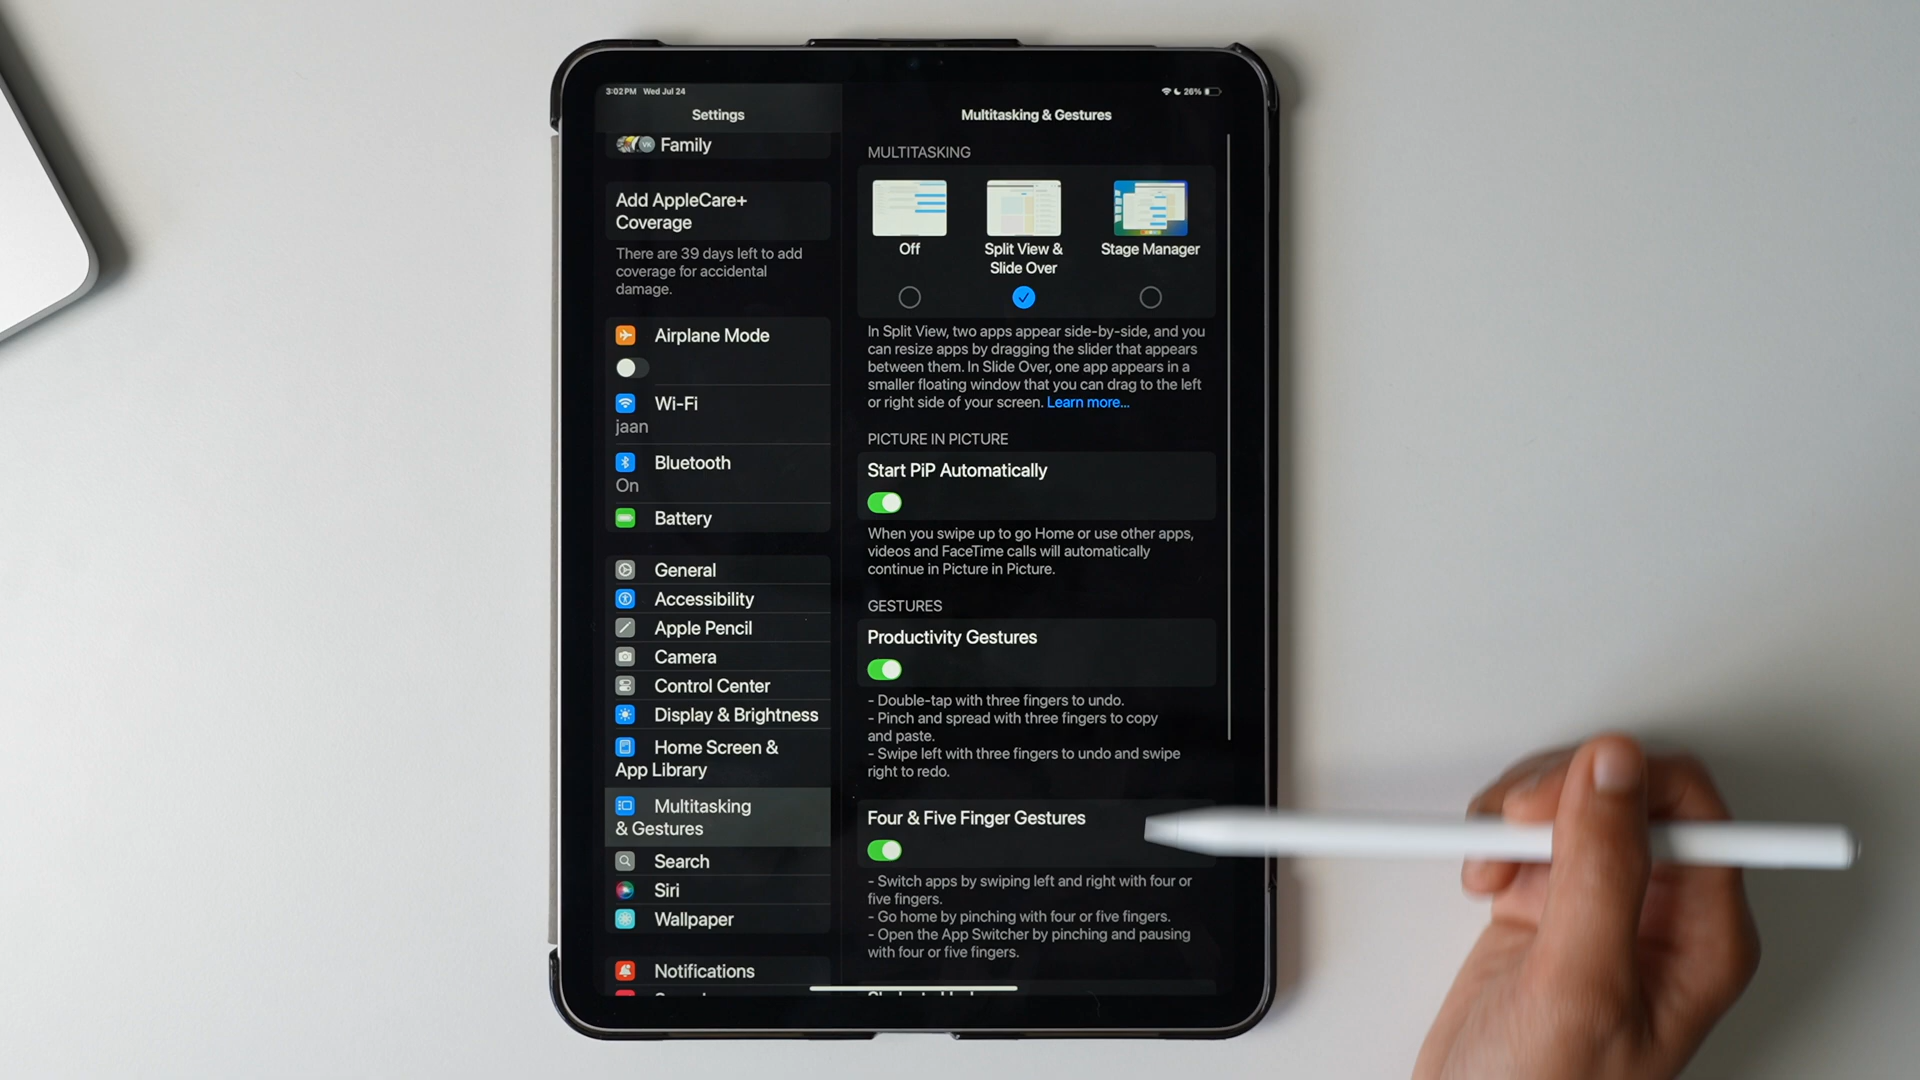 3:02 PM Wed Jul 24
26%
Settings
Family
VK
Add AppleCare+
Coverage
There are 39 days left to add
coverage for accidental
damage.
Airplane Mode
Wi-Fi
jaan
Bluetooth
On
Battery
General
Accessibility
Apple Pencil
Camera
Control Center
Display & Brightness
Home Screen &
App Library
Multitasking
& Gestures
Search
Siri
Wallpaper
Notifications
Multitasking & Gestures
MULTITASKING
Off
Split View &
Slide Over
Stage Manager
In Split View, two apps appear side-by-side, and you
can resize apps by dragging the slider that appears
between them. In Slide Over, one app appears in a
smaller floating window that you can drag to the left
or right side of your screen. Learn more...
PICTURE IN PICTURE
Start PiP Automatically
When you swipe up to go Home or use other apps,
videos and FaceTime calls will automatically
continue in Picture in Picture.
GESTURES
Productivity Gestures
- Double-tap with three fingers to undo.
- Pinch and spread with three fingers to copy
and paste.
- Swipe left with three fingers to undo and swipe
right to redo.
Four & Five Finger Gestures
- Switch apps by swiping left and right with four or
five fingers.
- Go home by pinching with four or five fingers.
- Open the App Switcher by pinching and pausing
with four or five fingers.